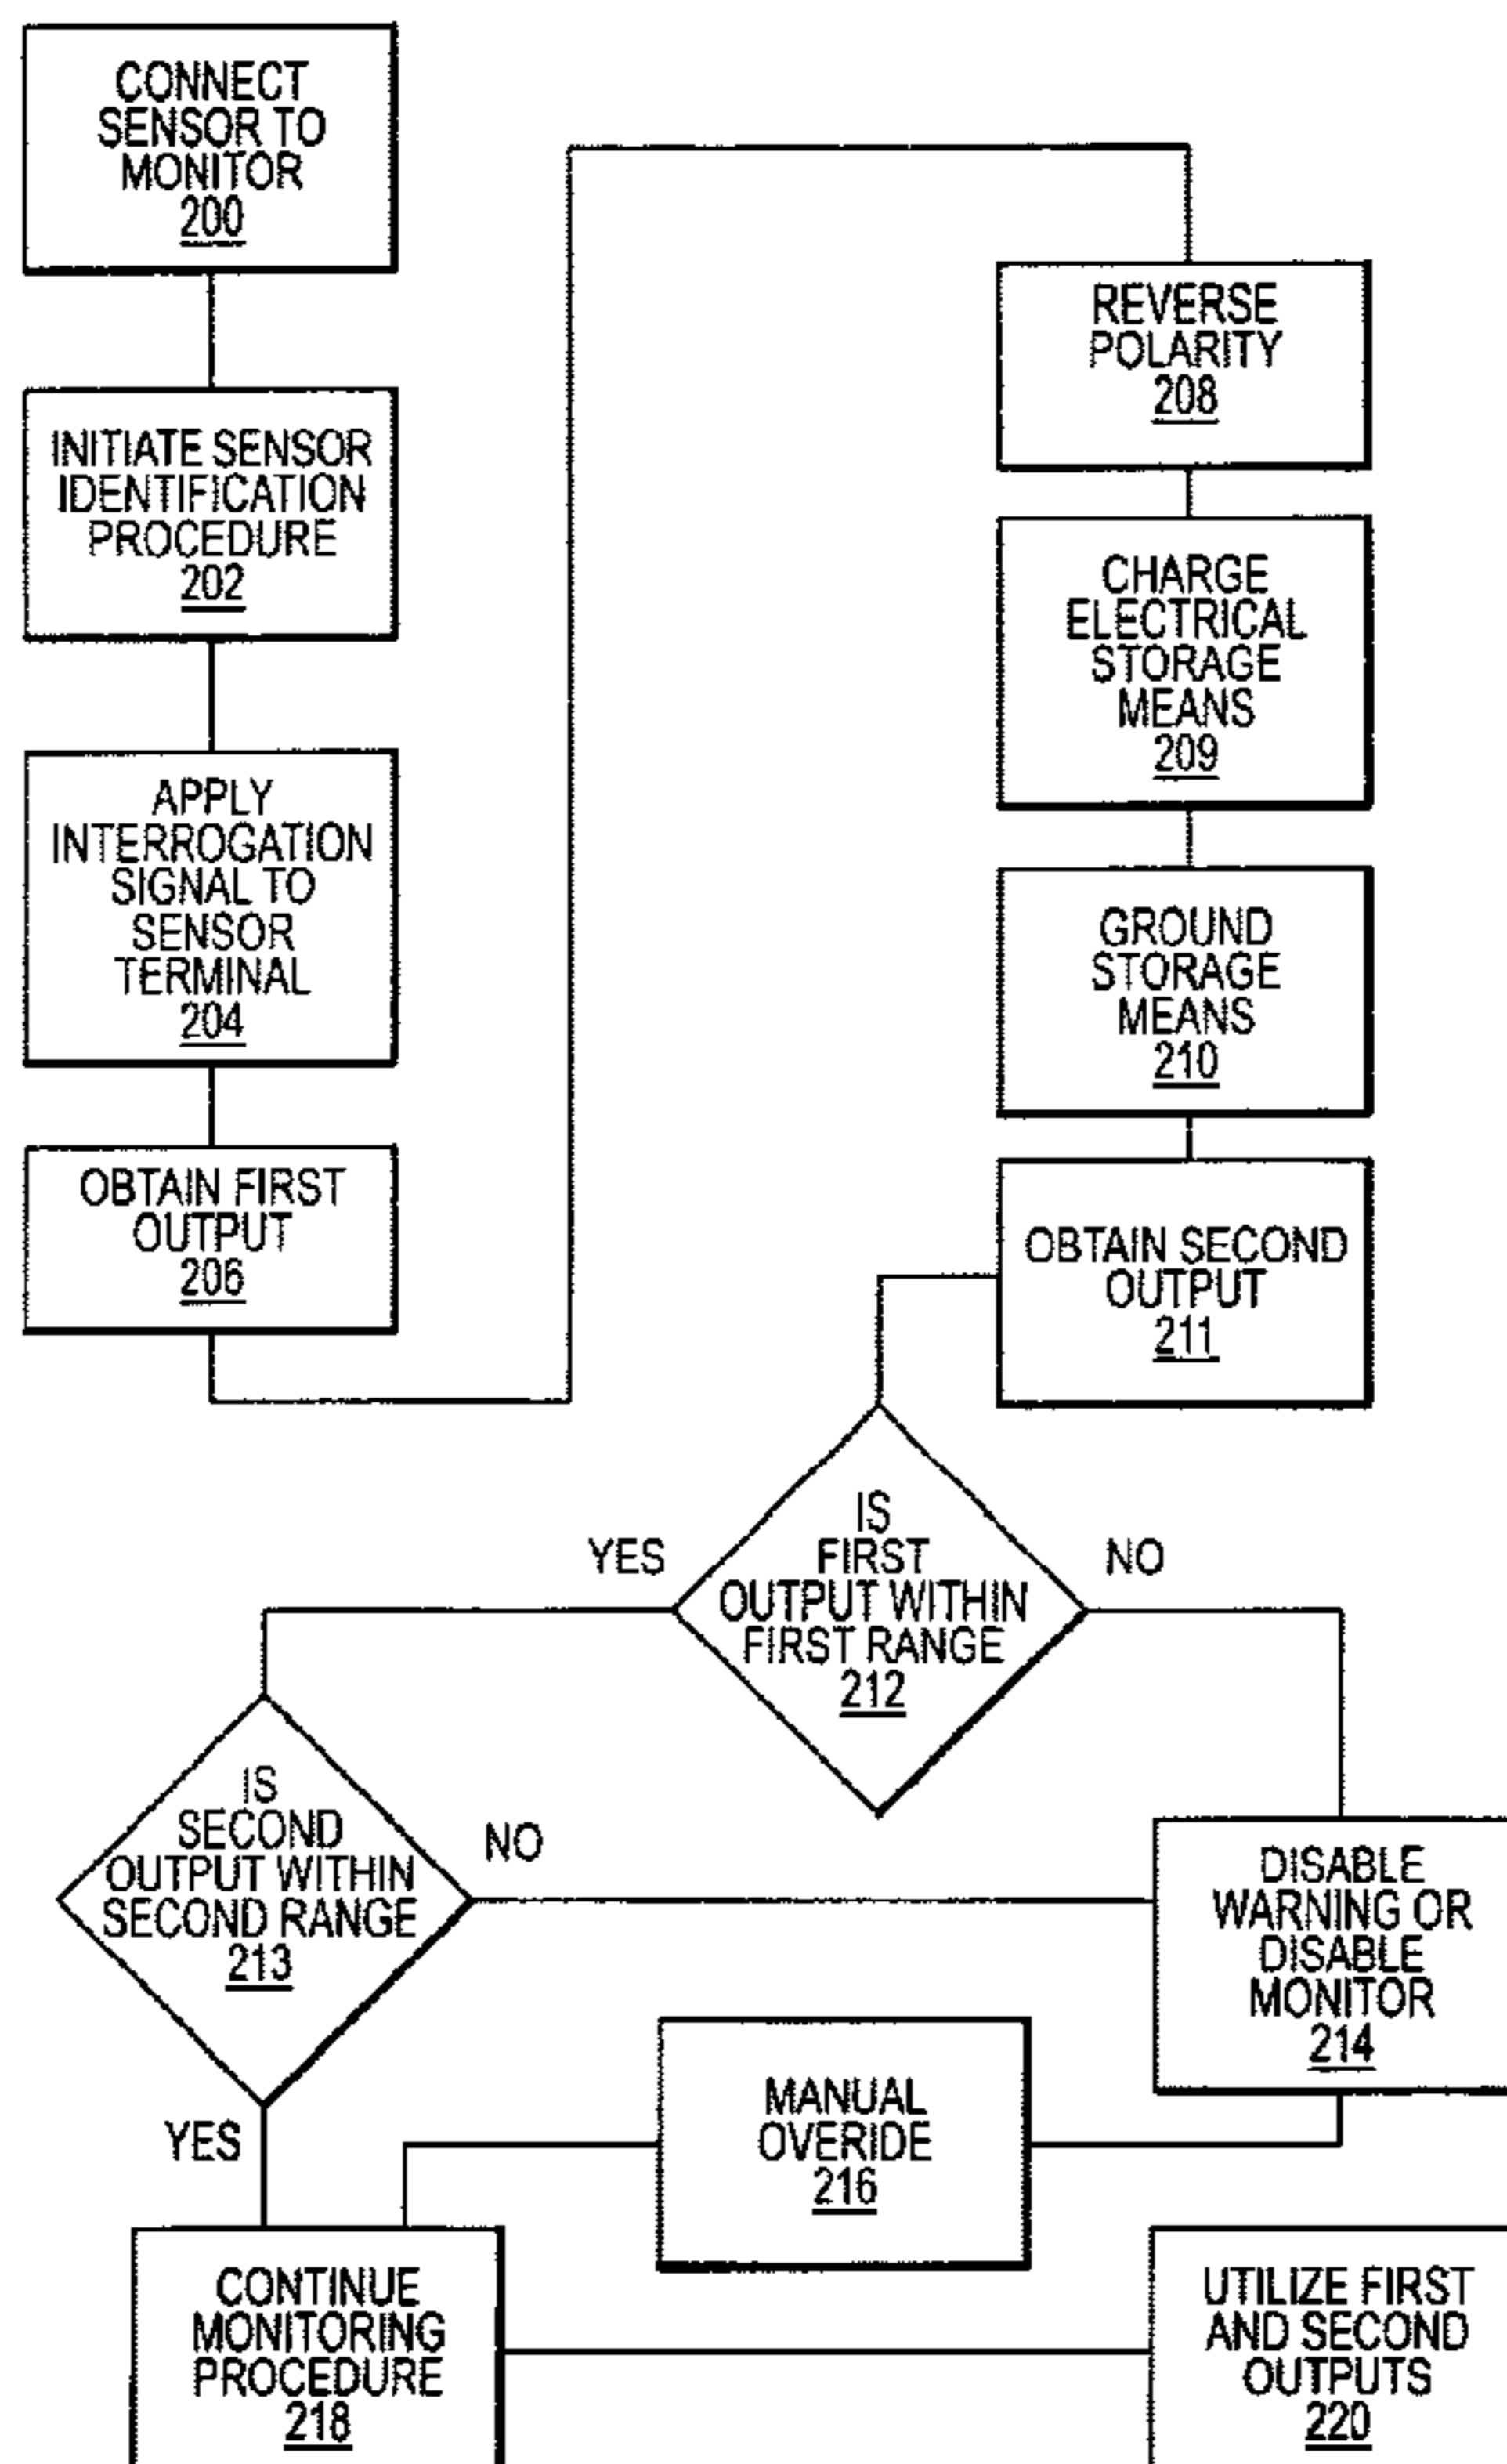 CONNECT
SENSOR TO
MONITOR
200
INITIATE SENSOR
IDENTIFICATION
PROCEDURE
202
APPLY
INTERROGATION
SIGNAL TO
SENSOR
TERMINAL
204
OBTAIN FIRST
OUTPUT
206
REVERSE
POLARITY
208
CHARGE
ELECTRICAL
STORAGE
MEANS
209
GROUND
STORAGE
MEANS
210
OBTAIN SECOND
OUTPUT
211
IS
FIRST
OUTPUT WITHIN
FIRST RANGE
212
YES
NO
IS
SECOND
OUTPUT WITHIN
SECOND RANGE
213
NO
YES
DISABLE
WARNING OR
DISABLE
MONITOR
214
MANUAL
OVERIDE
216
CONTINUE
MONITORING
PROCEDURE
218
UTILIZE FIRST
AND SECOND
OUTPUTS
220